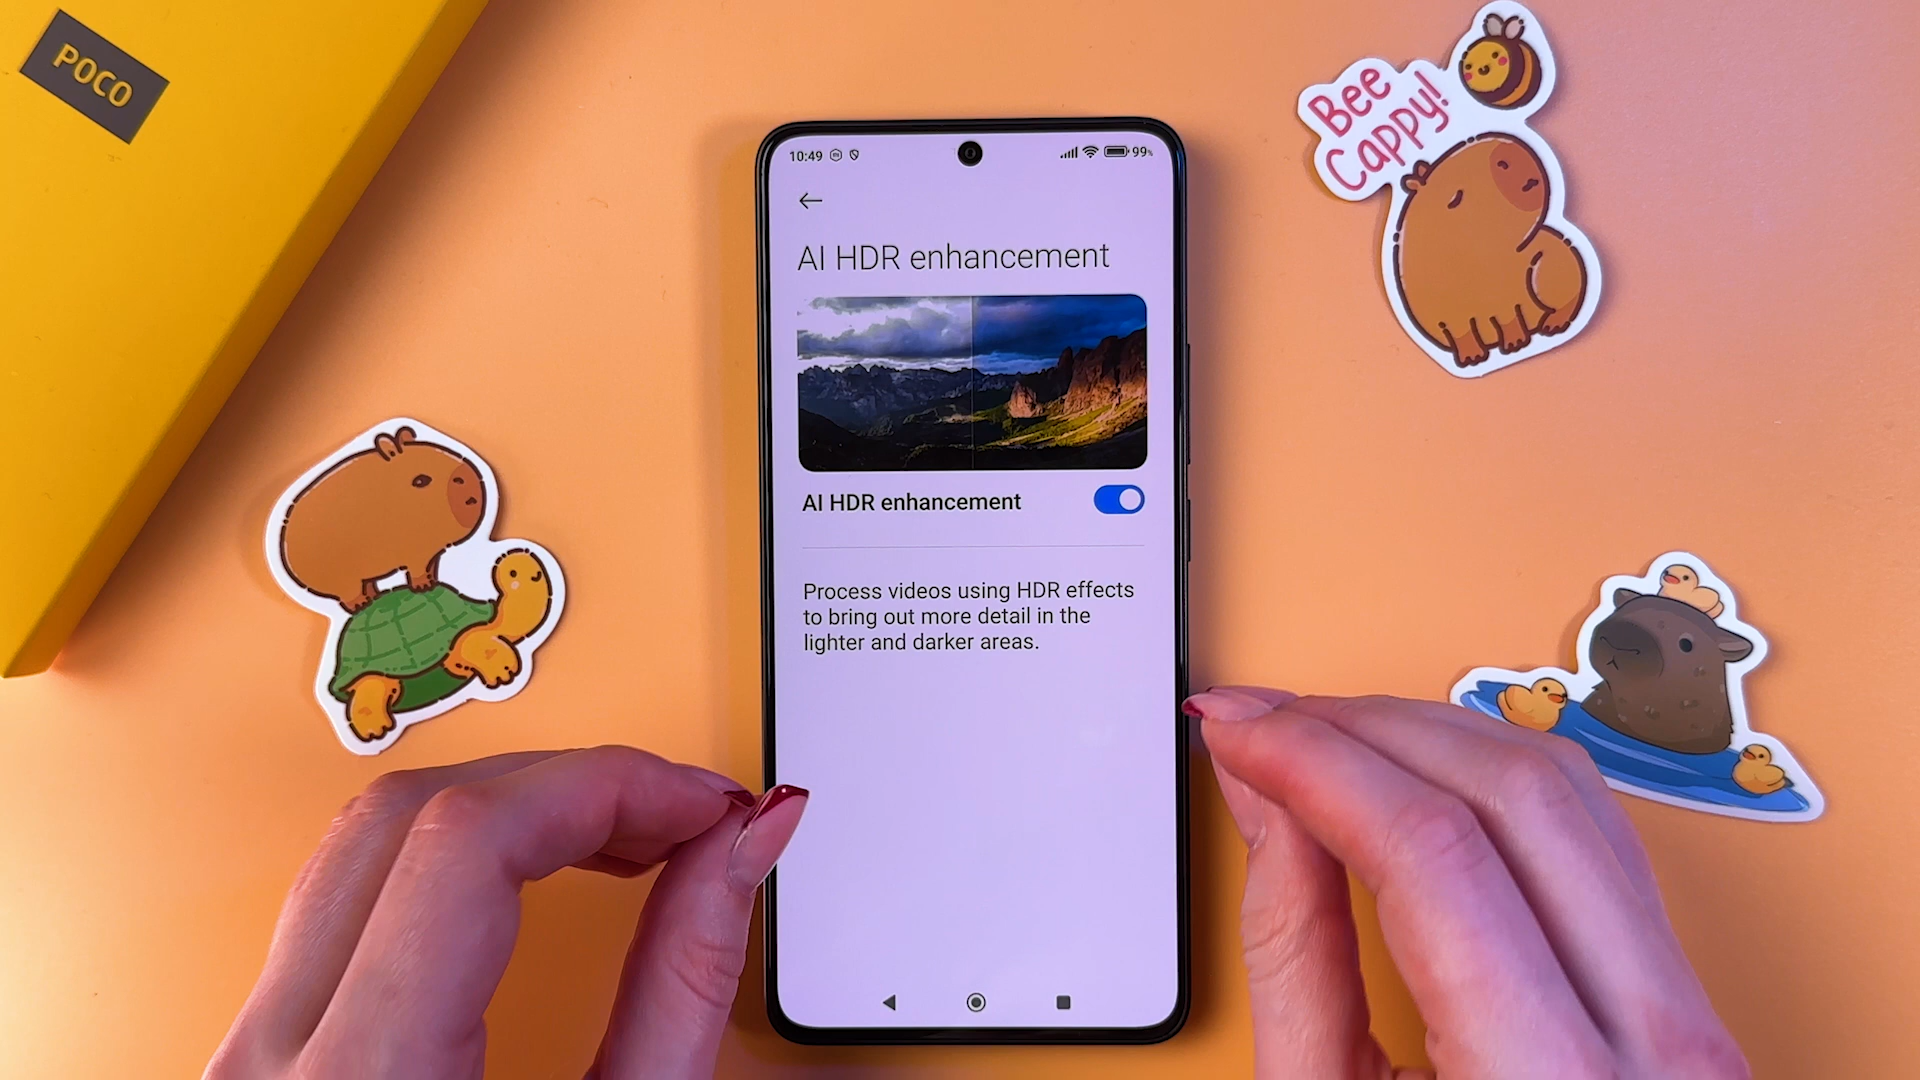 POCO
Bee
Cappy!
10:49
99%
AI HDR enhancement
AI HDR enhancement
Process videos using HDR effects
to bring out more detail in the
lighter and darker areas.